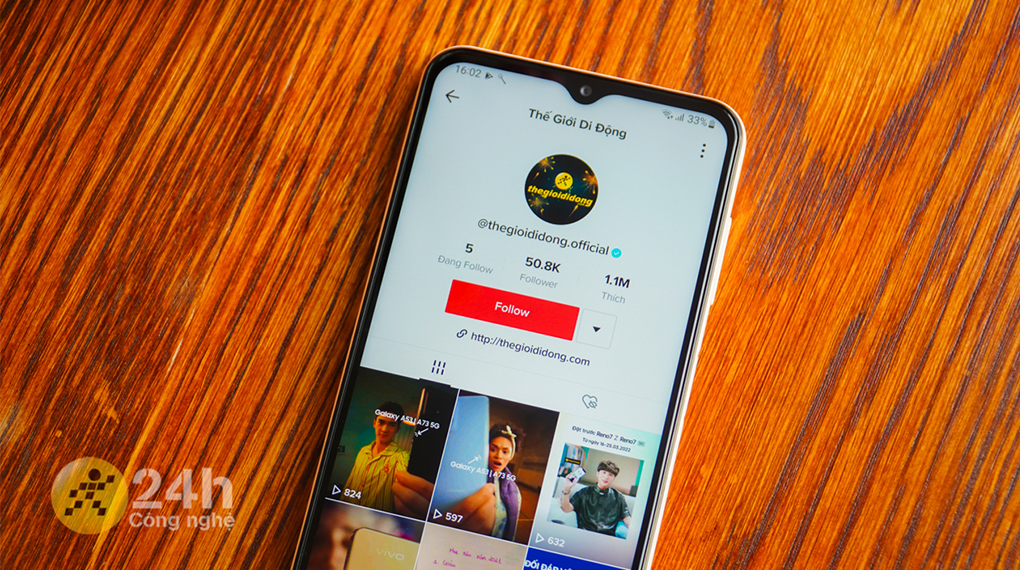 16:02
33%
Thế Giới Di Động
thegioididong
@thegioididong.official
5
50.8K
1.1M
Đang Follow
Follower
Thích
Follow
http://thegioididong.com
Galaxy A53 | A73 5G
824
Galaxy A53 | A73 5G
597
Đặt trước Reno7 Z, Reno7
632
vivo
24h
Công nghệ